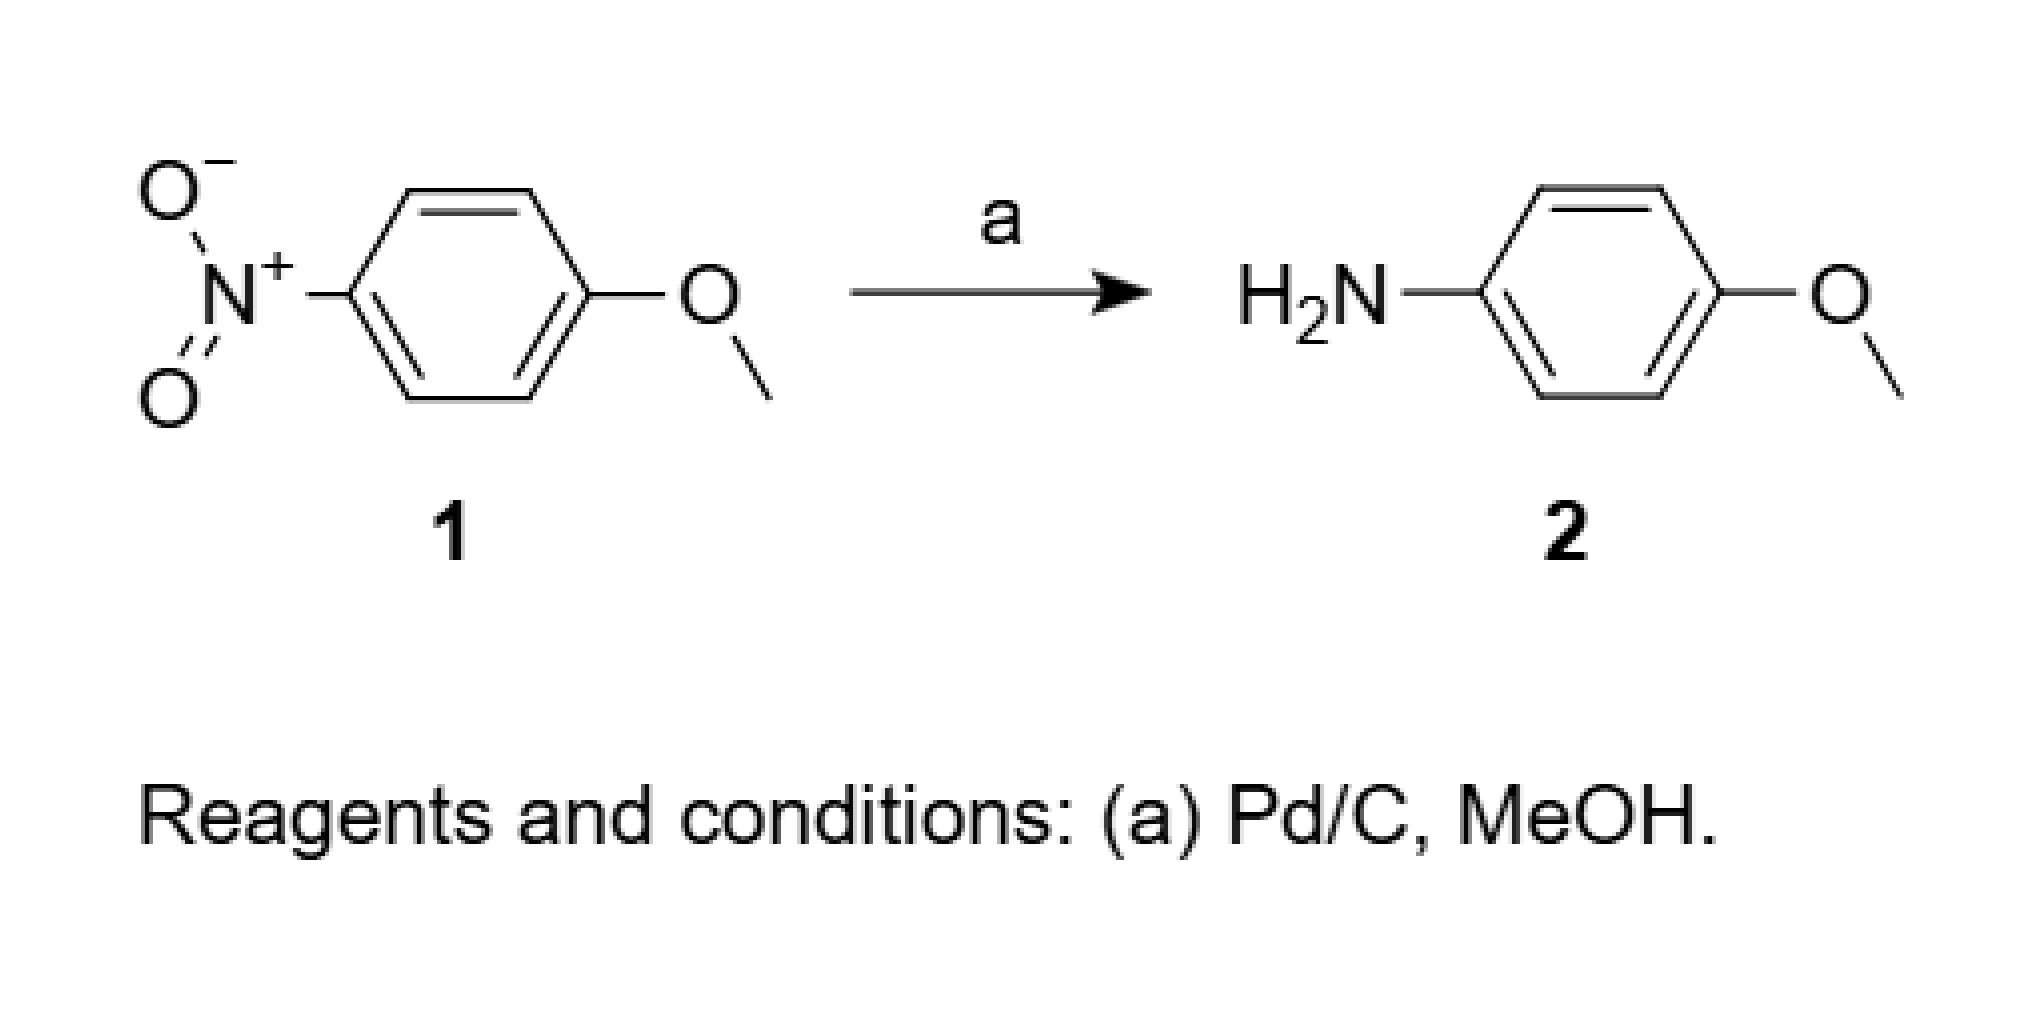 O⁻
a
N⁺
O
H₂N
O
O
1
2
Reagents and conditions: (a) Pd/C, MeOH.